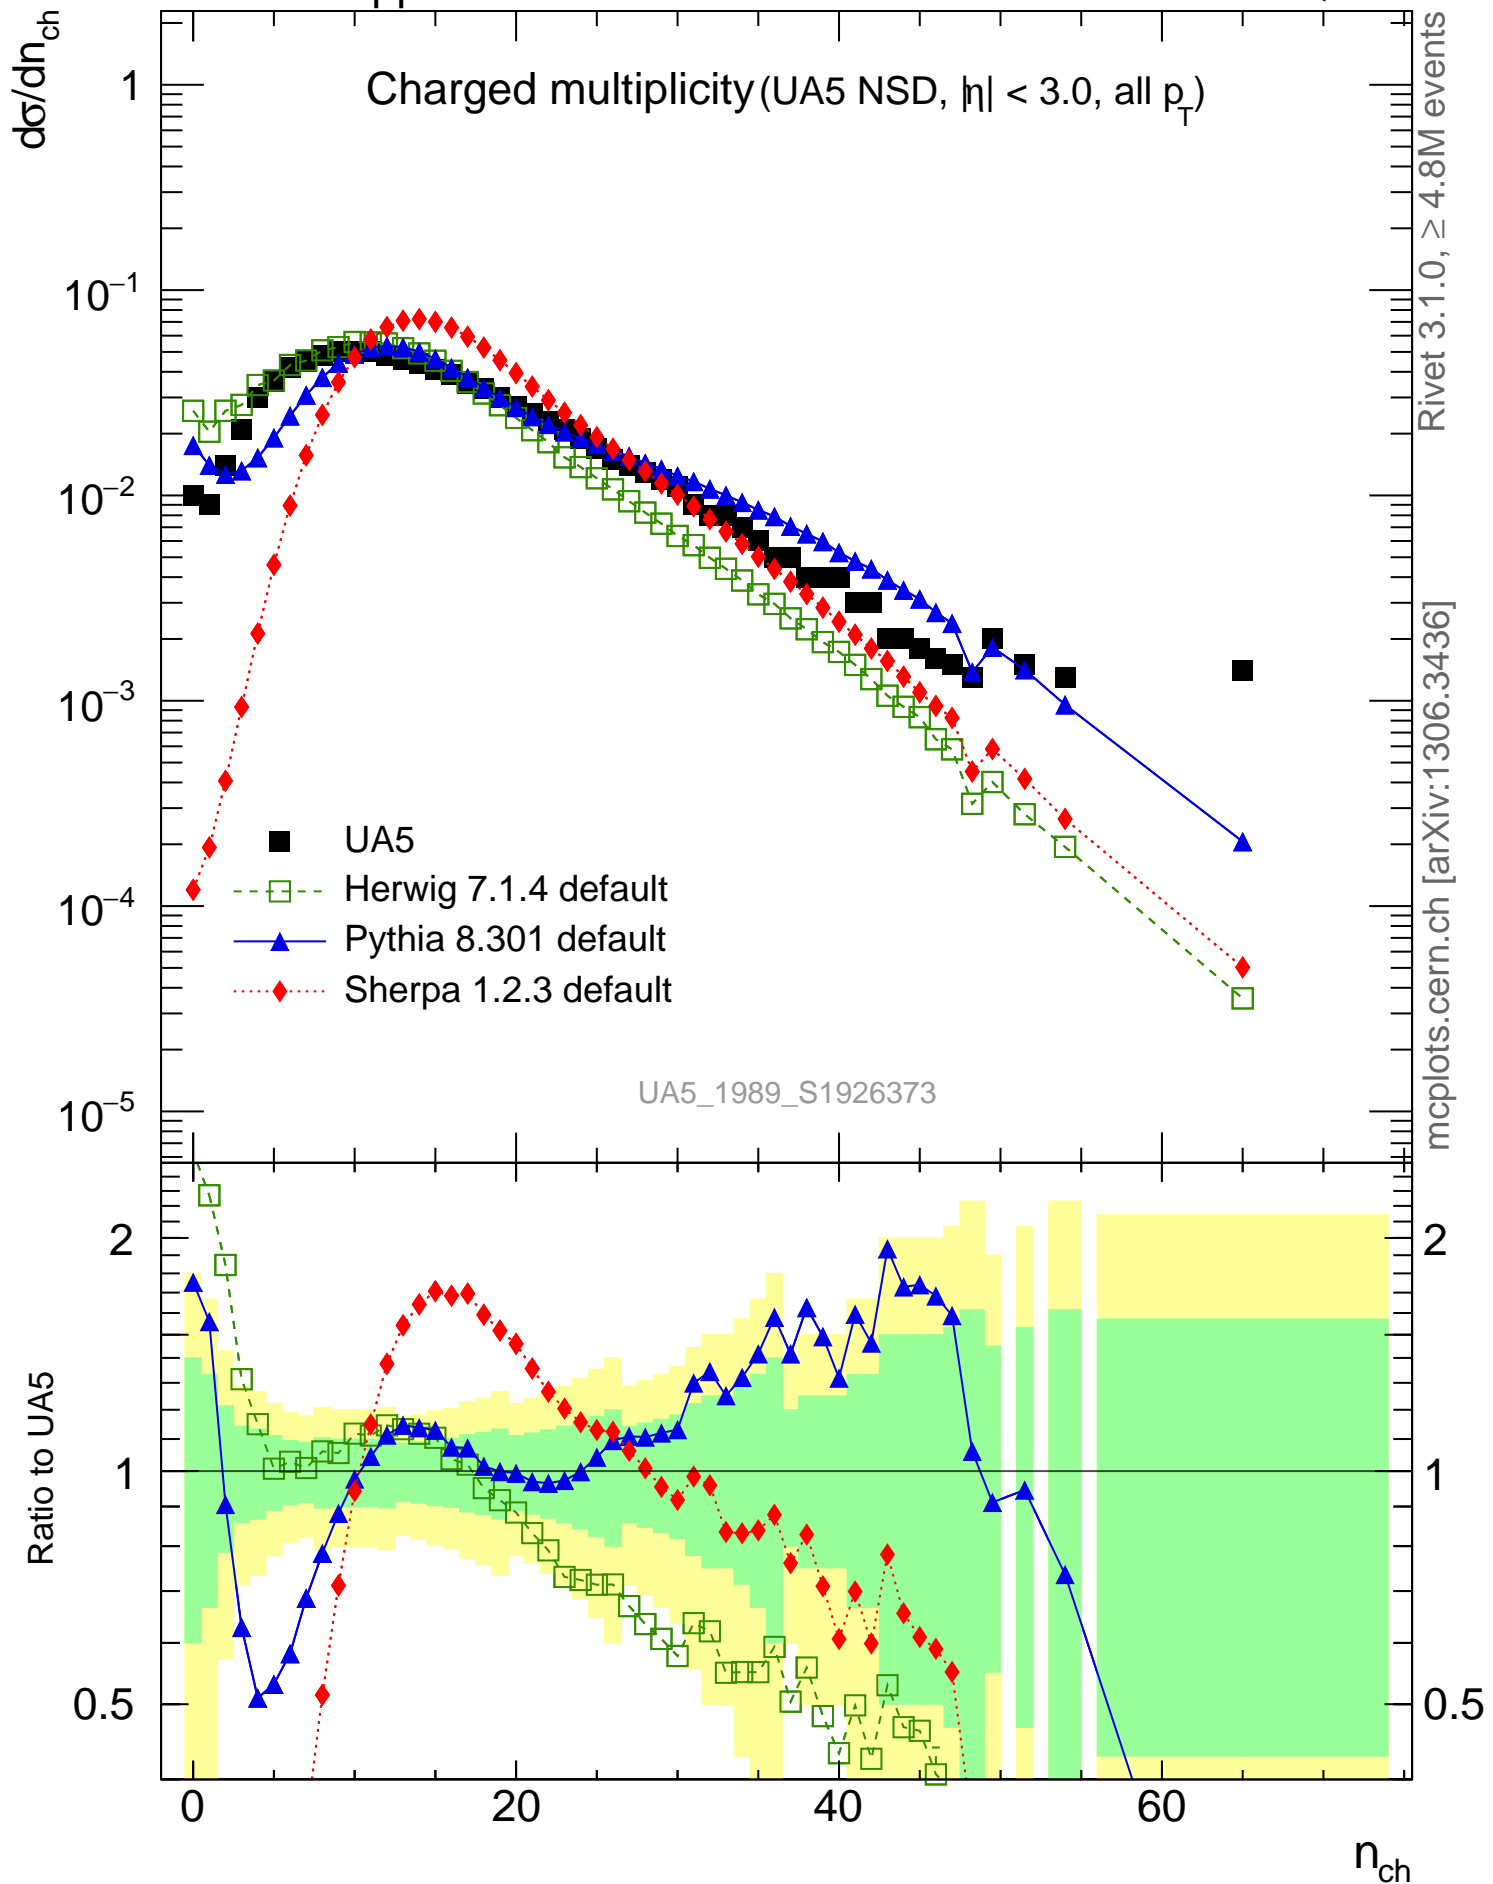 dσ/dn_ch
Charged multiplicity (UA5 NSD, |η| < 3.0, all p_T)
1
10^−1
10^−2
10^−3
10^−4
10^−5
UA5
Herwig 7.1.4 default
Pythia 8.301 default
Sherpa 1.2.3 default
UA5_1989_S1926373
Rivet 3.1.0, ≥ 4.8M events
mcplots.cern.ch [arXiv:1306.3436]
Ratio to UA5
2
1
0.5
2
1
0.5
0 20 40 60
n_ch